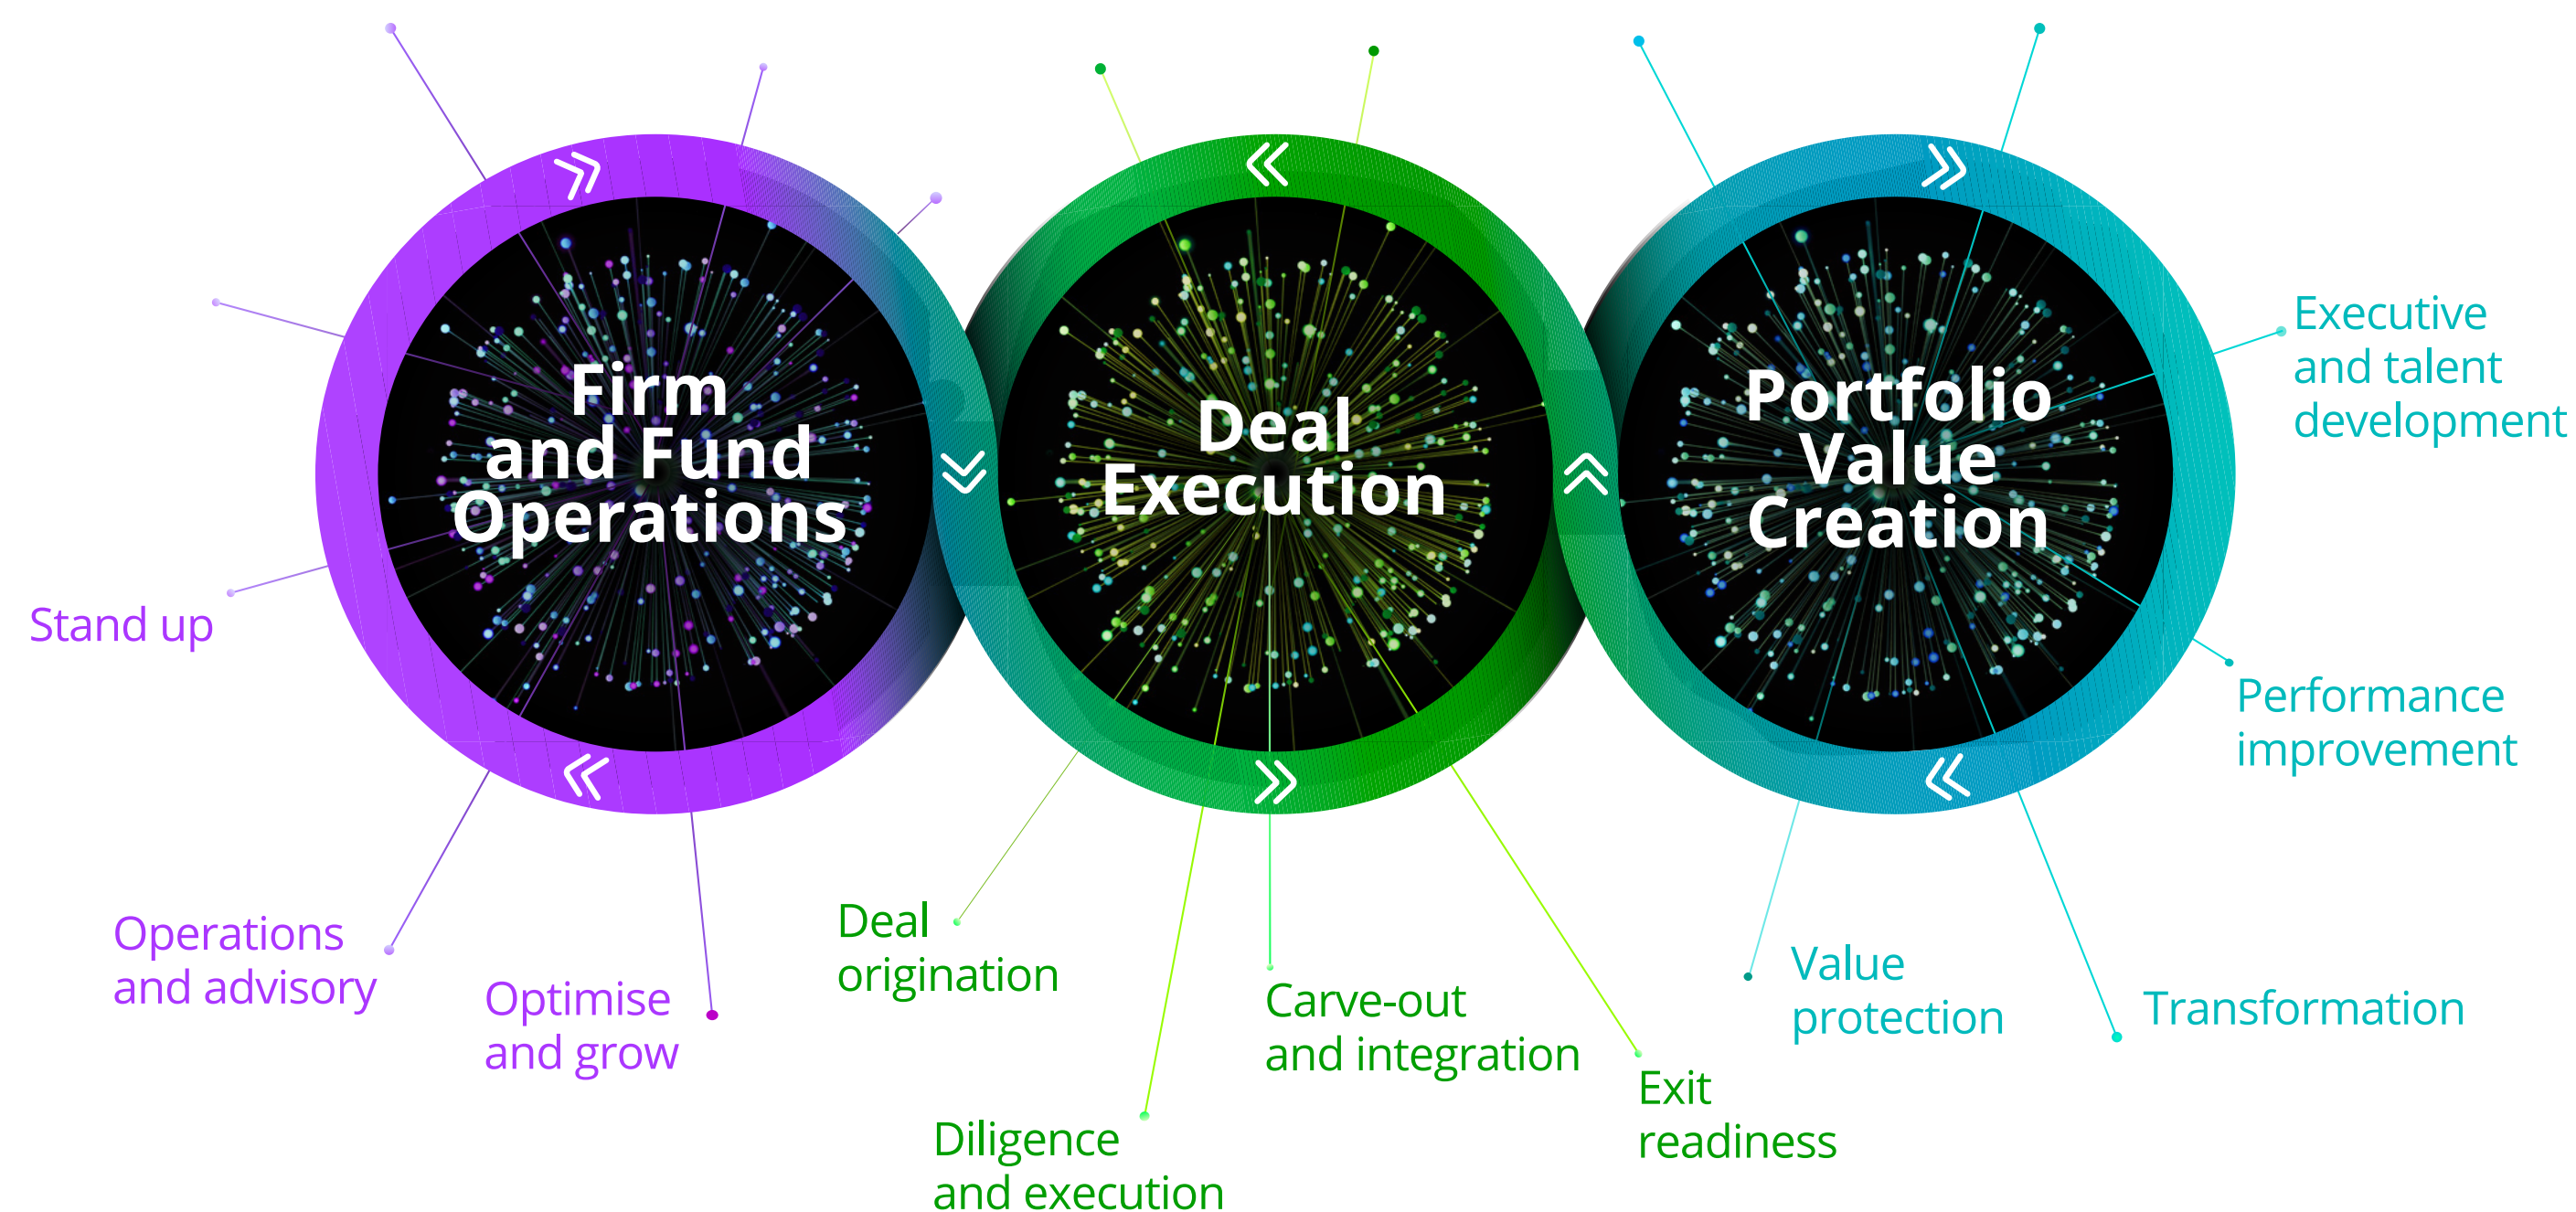 Firm
and Fund
Operations
Stand up
Operations
and advisory
Optimise
and grow
Deal
Execution
Deal
origination
Diligence
and execution
Carve-out
and integration
Exit
readiness
Portfolio
Value
Creation
Executive
and talent
development
Performance
improvement
Value
protection
Transformation